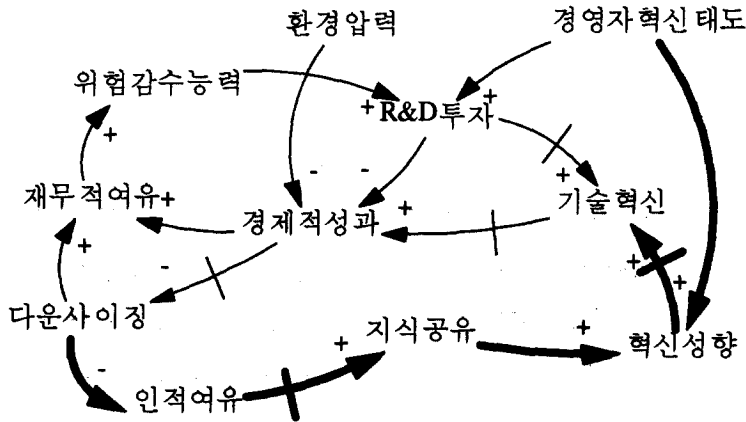 환경압력
경영자혁신태도
위험감수능력
+
+R&D투자+
+
재무적여유+
- -
+
기술혁신
경제적성과
+
+
-
+
+
다운사이징
지식공유
+
+
혁신성향
-
인적여유